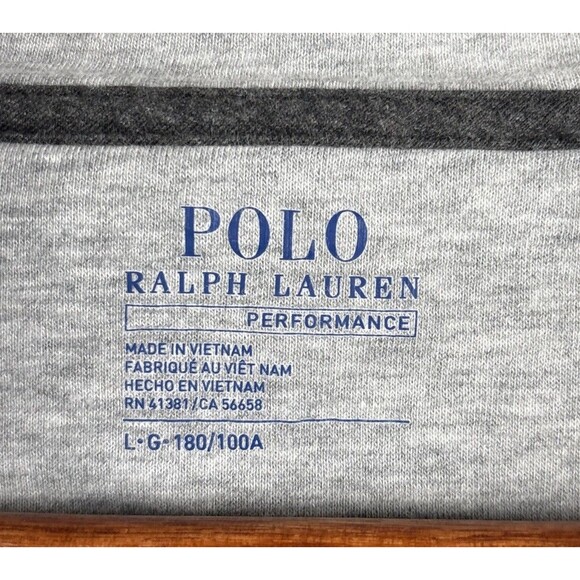 POLO
RALPH LAUREN
PERFORMANCE
MADE IN VIETNAM
FABRIQUÉ AU VIÊT NAM
HECHO EN VIETNAM
RN 41381/CA 56658
L•G•180/100A